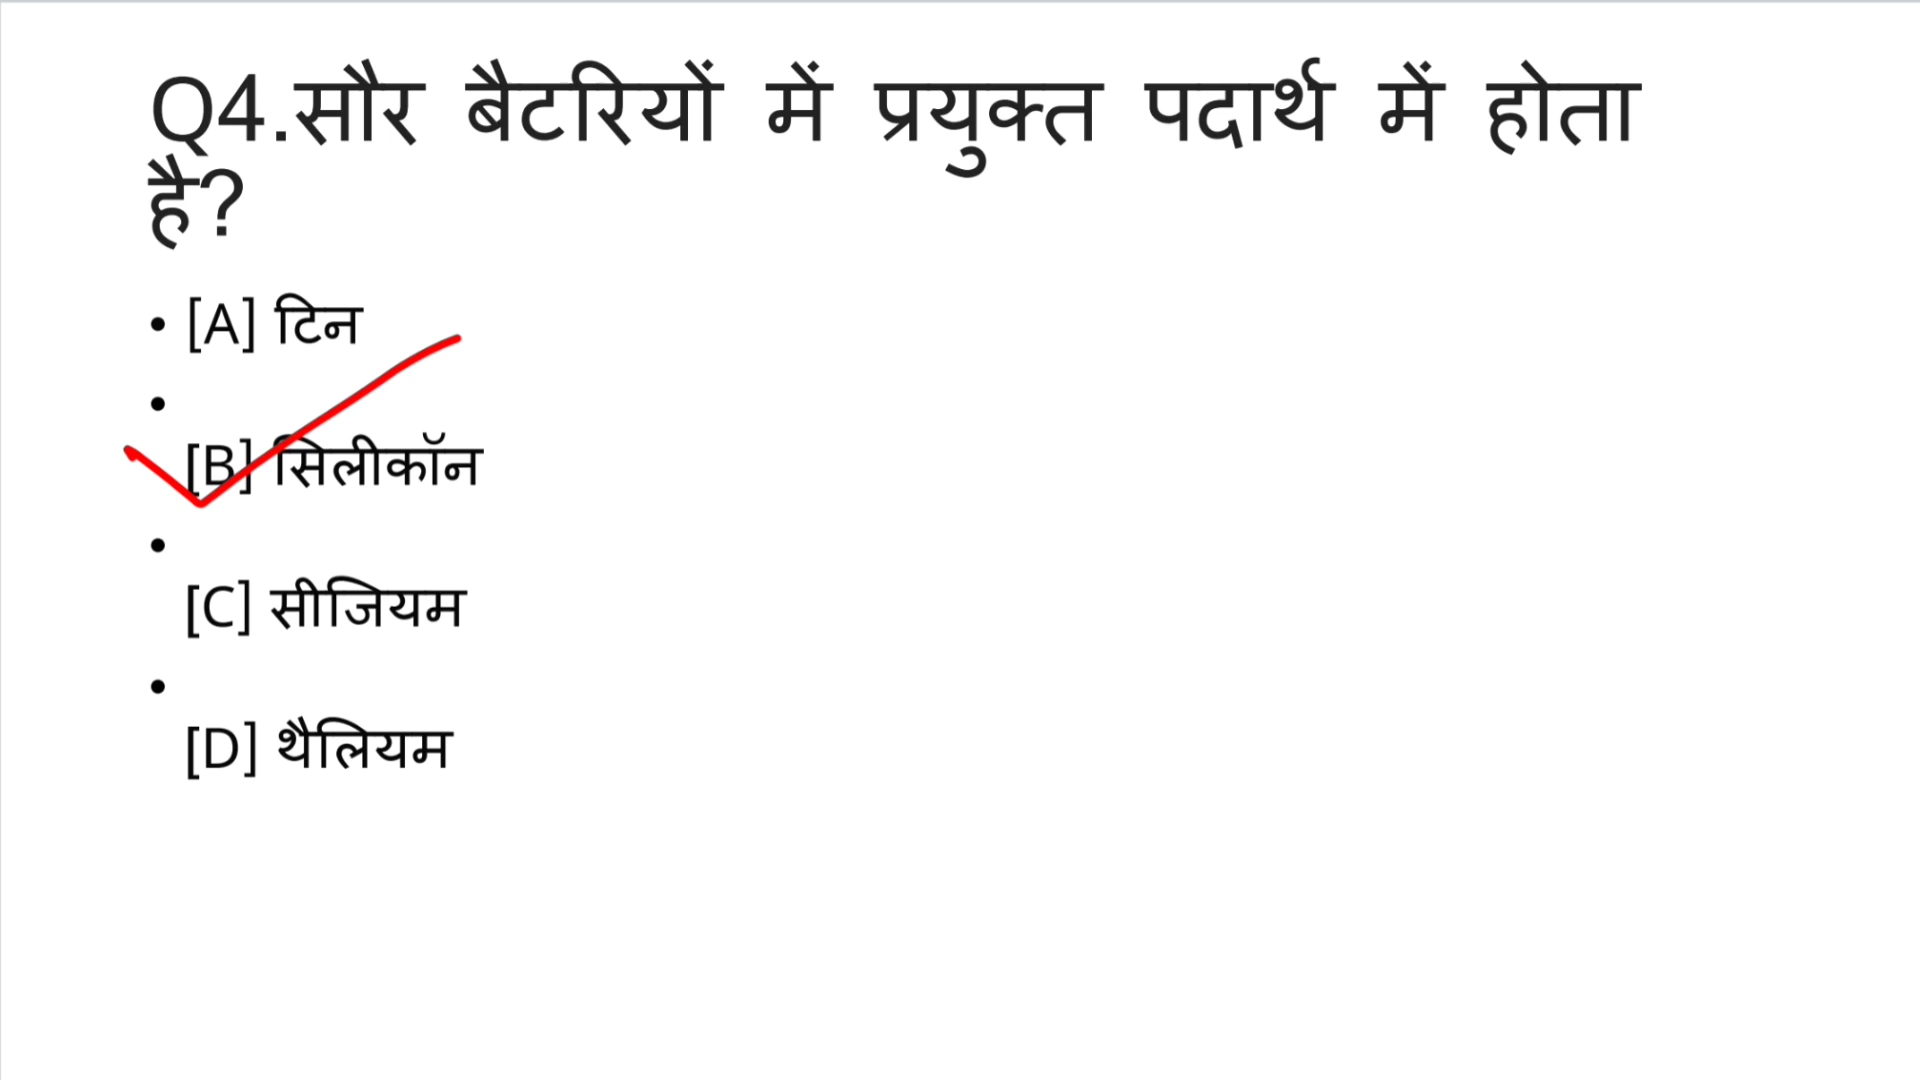 Q4.सौर बैटरियों में प्रयुक्त पदार्थ में होता
है?
• [A] टिन
•
[B] सिलीकॉन
•
[C] सीजियम
•
[D] थैलियम